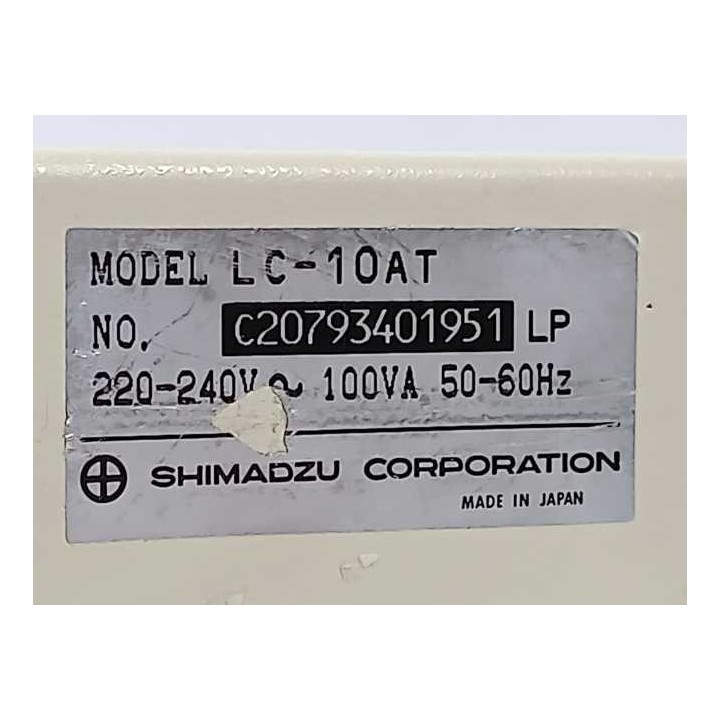 MODEL LC-10AT
NO. C20793401951 LP
220-240V~ 100VA 50-60Hz
SHIMADZU CORPORATION
MADE IN JAPAN